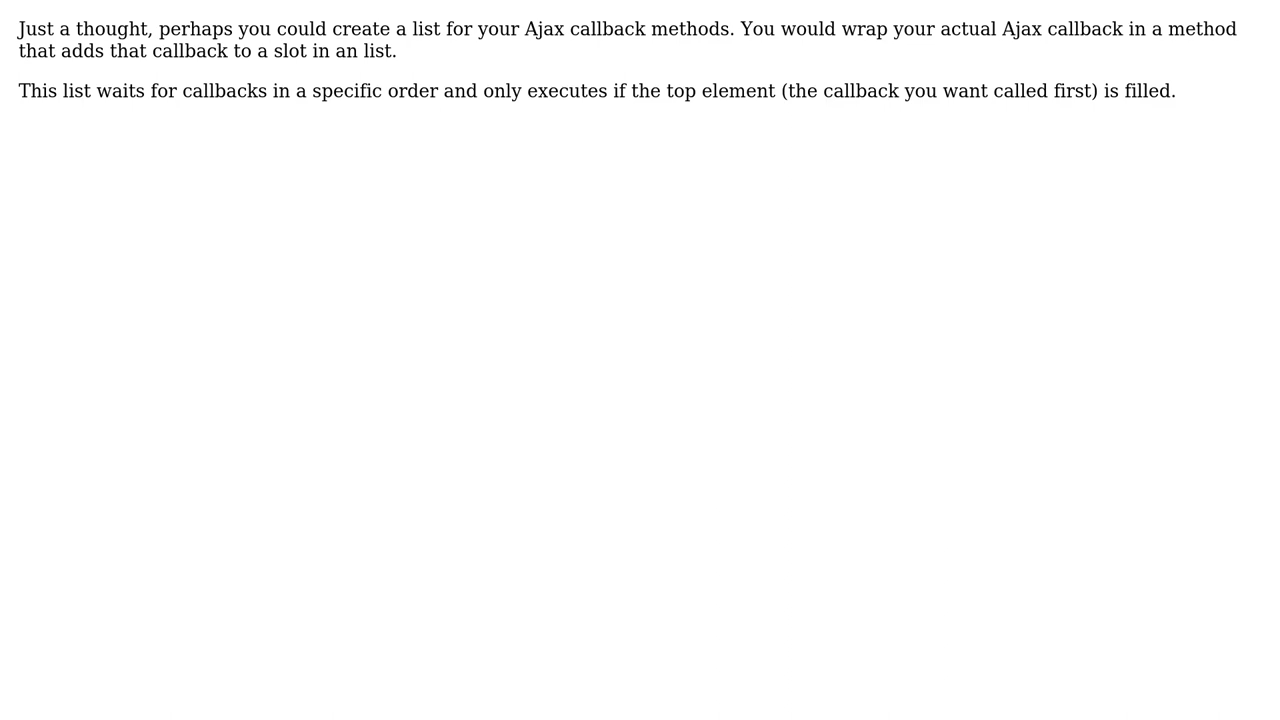 Just a thought, perhaps you could create a list for your Ajax callback methods. You would wrap your actual Ajax callback in a method
that adds that callback to a slot in an list.
This list waits for callbacks in a specific order and only executes if the top element (the callback you want called first) is filled.